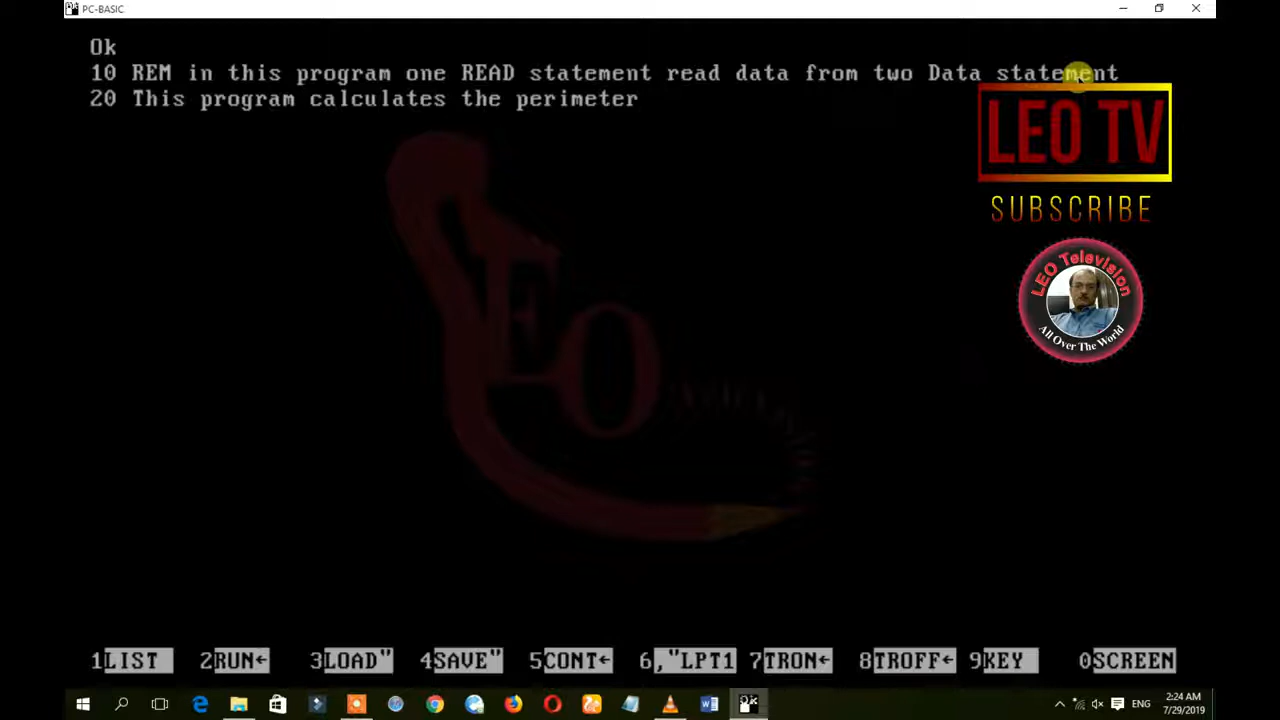 PC-BASIC
Ok
10 REM in this program one READ statement read data from two Data statement
20 This program calculates the perimeter
LEO TV
SUBSCRIBE
LEO Television
All Over The World
LEO
1LIST 2RUN← 3LOAD" 4SAVE" 5CONT← 6,"LPT1 7TRON← 8TROFF← 9KEY 0SCREEN
ENG
2:24 AM
7/29/2019